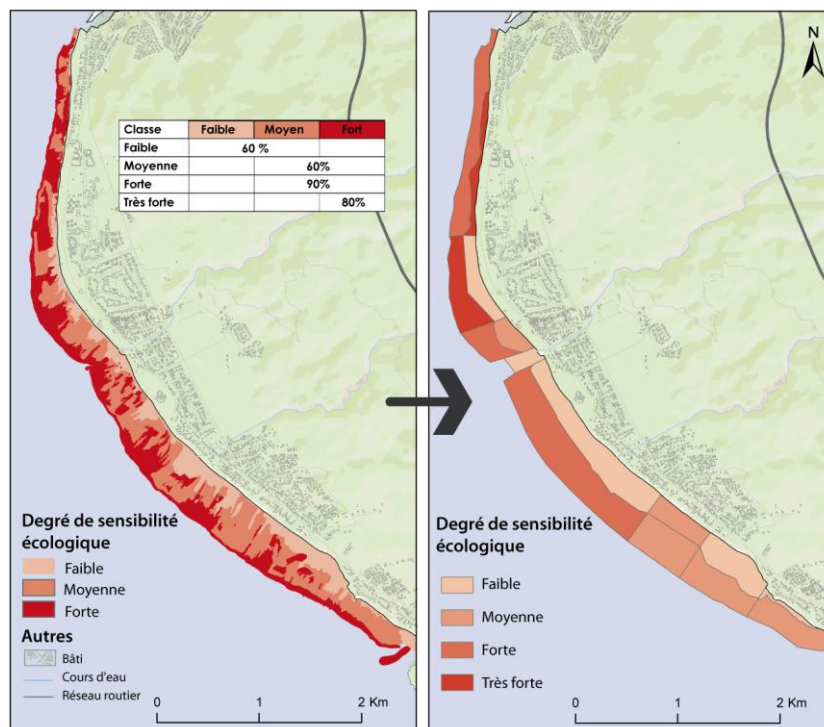 Classe Faible Moyen Fort
Faible 60 %
Moyenne 60%
Forte 90%
Très forte 80%
Degré de sensibilité
écologique
Faible
Moyenne
Forte
Autres
Bâti
Cours d'eau
Réseau routier
0 1 2 Km
N
Degré de sensibilité
écologique
Faible
Moyenne
Forte
Très forte
0 1 2 Km